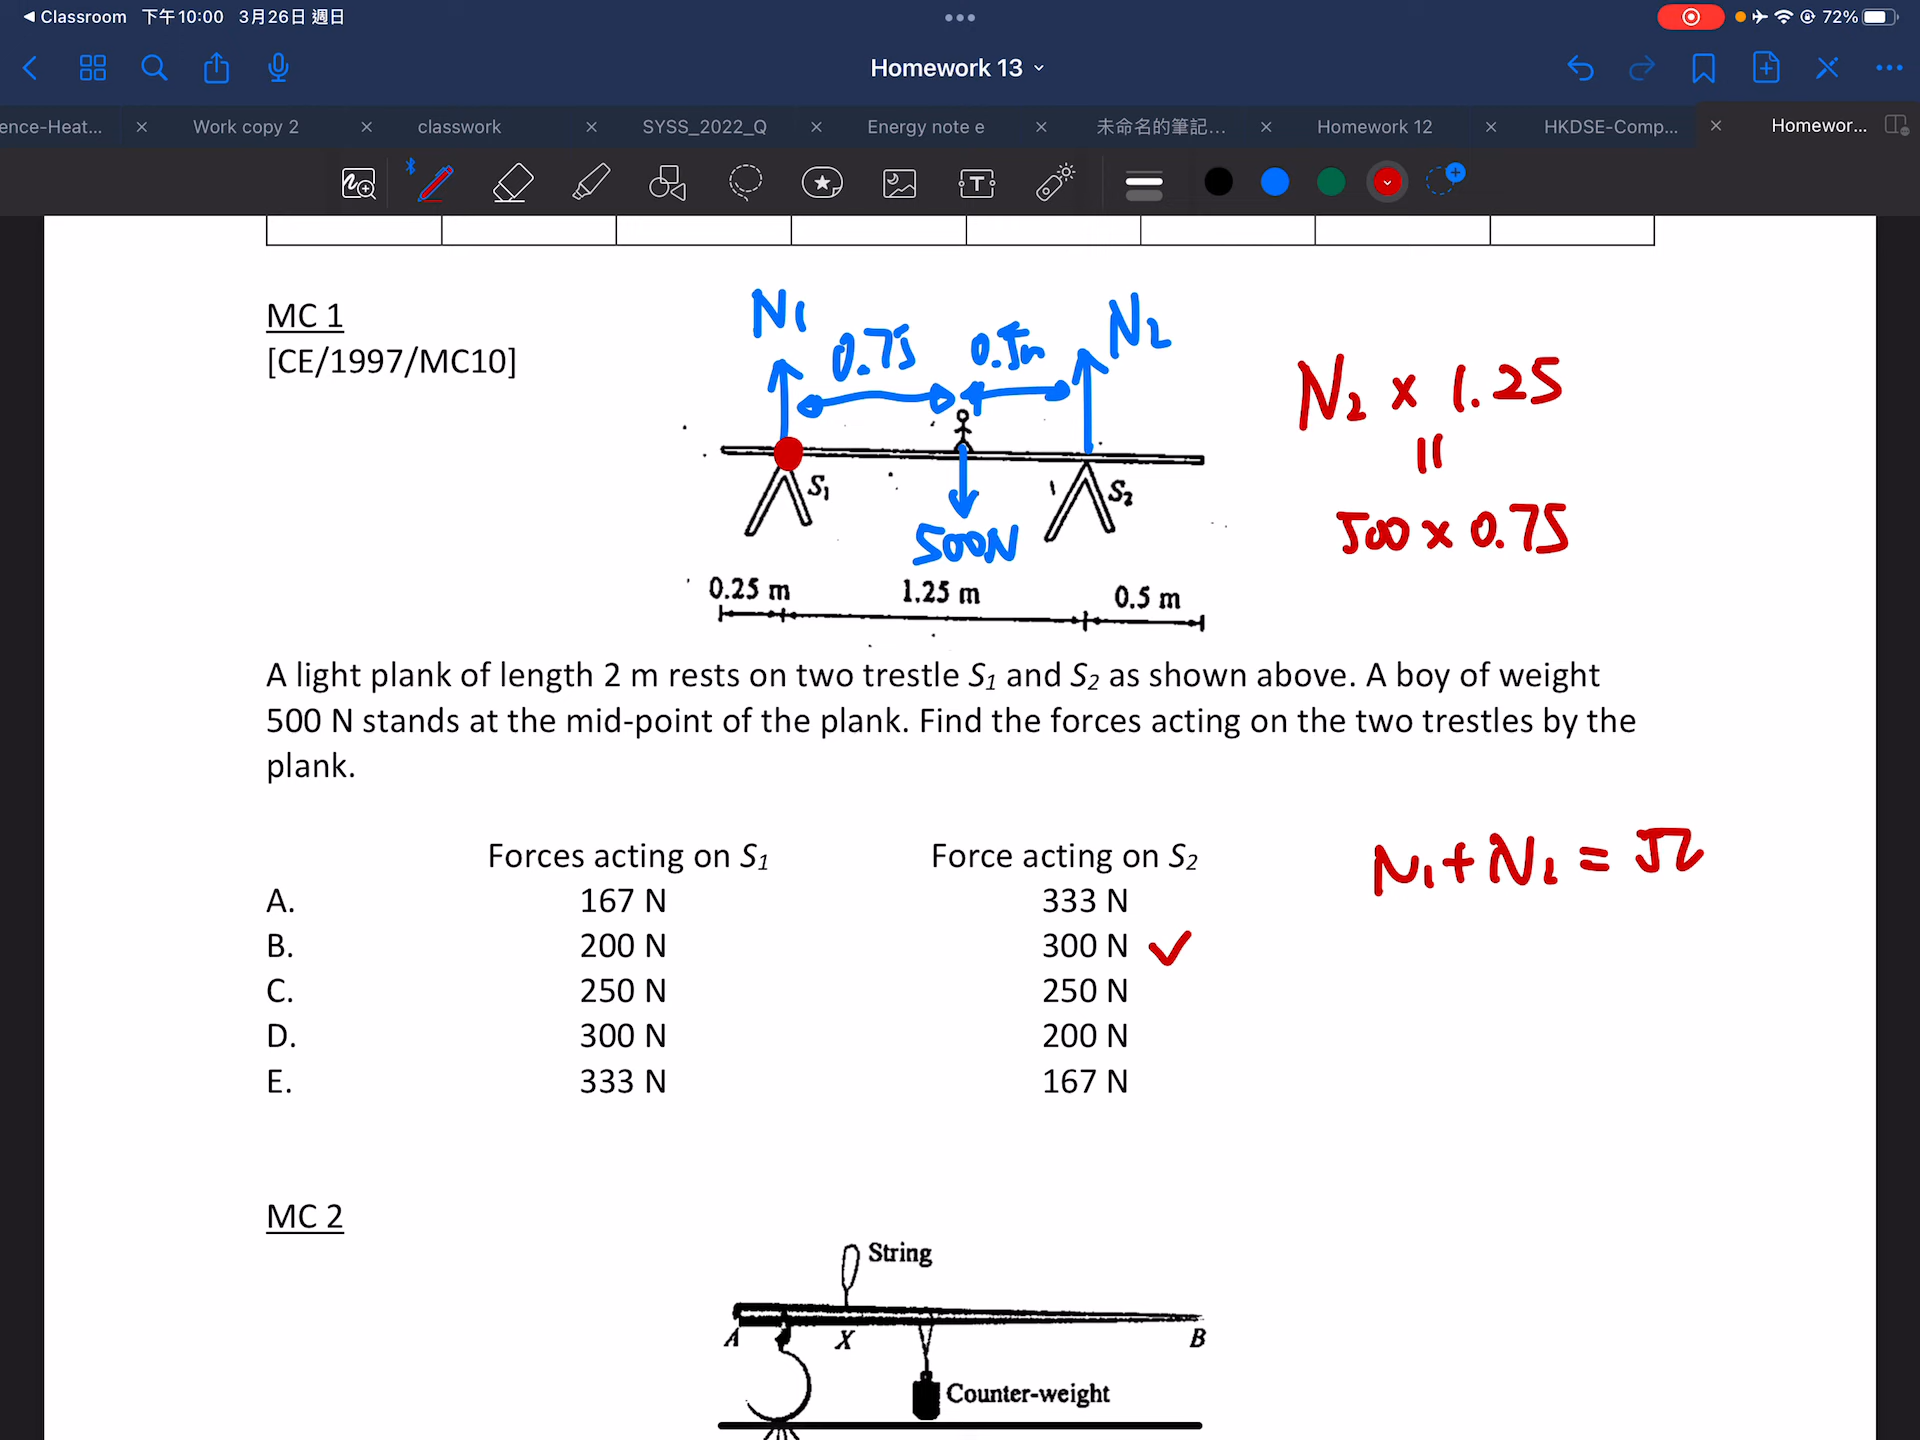 Classroom 下午10:00 3月26日 週日 72%
Homework 13
ence-Heat... Work copy 2 classwork SYSS_2022_Q Energy note e 未命名的筆記... Homework 12 HKDSE-Comp... Homewor...
MC 1
[CE/1997/MC10]
N1 N2
0.75 0.5m
S1 S2
500N
0.25 m 1.25 m 0.5 m
N2 × 1.25
=
500 × 0.75
A light plank of length 2 m rests on two trestle S1 and S2 as shown above. A boy of weight
500 N stands at the mid-point of the plank. Find the forces acting on the two trestles by the
plank.
Forces acting on S1 Force acting on S2
A. 167 N 333 N
B. 200 N 300 N ✓
C. 250 N 250 N
D. 300 N 200 N
E. 333 N 167 N
N1 + N2 =
MC 2
String
A X B
Counter-weight